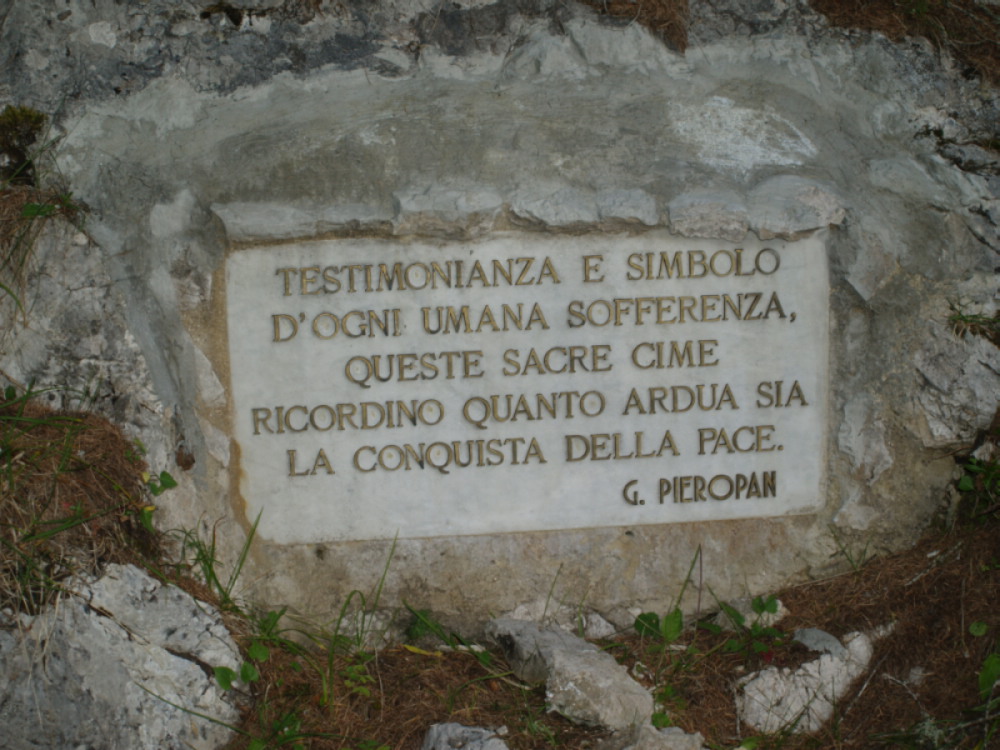 TESTIMONIANZA E SIMBOLO
D'OGNI UMANA SOFFERENZA,
QUESTE SACRE CIME
RICORDINO QUANTO ARDUA SIA
LA CONQUISTA DELLA PACE.
G. PIEROPAN